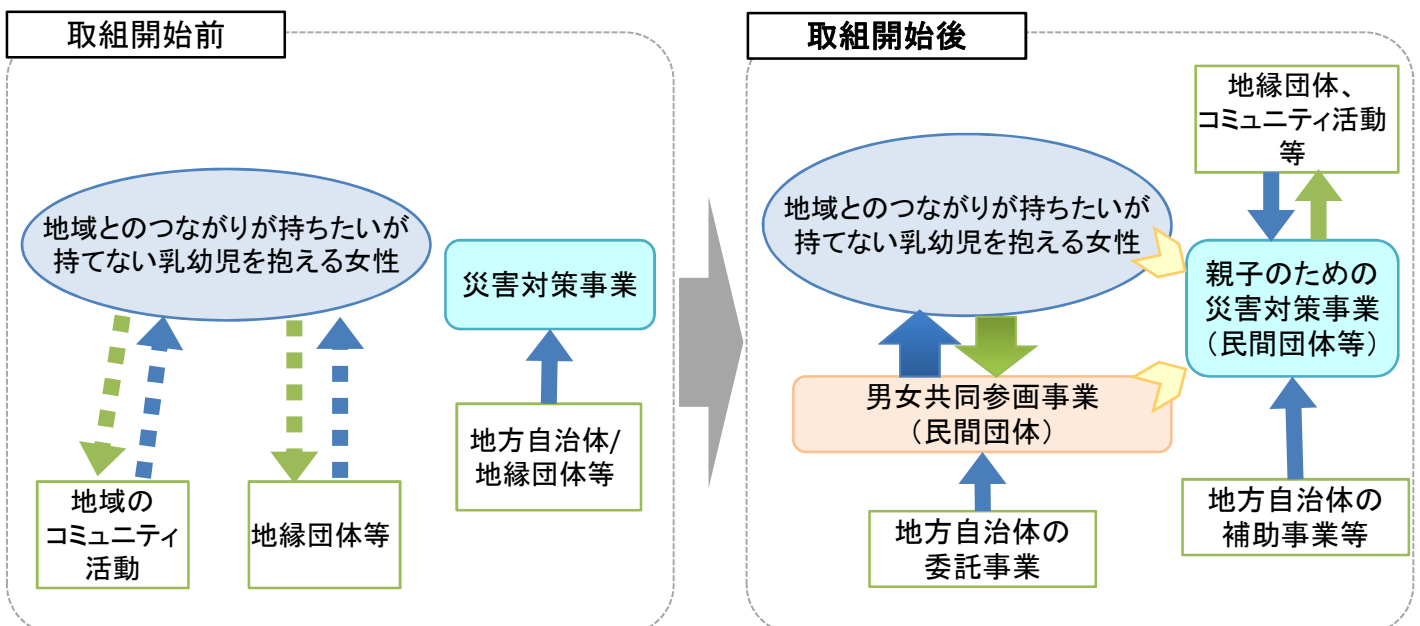 取組開始前
地域とのつながりが持ちたいが
持てない乳幼児を抱える女性
災害対策事業
地域の
コミュニティ
活動
地縁団体等
地方自治体/
地縁団体等
取組開始後
地縁団体、
コミュニティ活動
等
地域とのつながりが持ちたいが
持てない乳幼児を抱える女性
親子のための
災害対策事業
（民間団体等）
男女共同参画事業
（民間団体）
地方自治体の
委託事業
地方自治体の
補助事業等